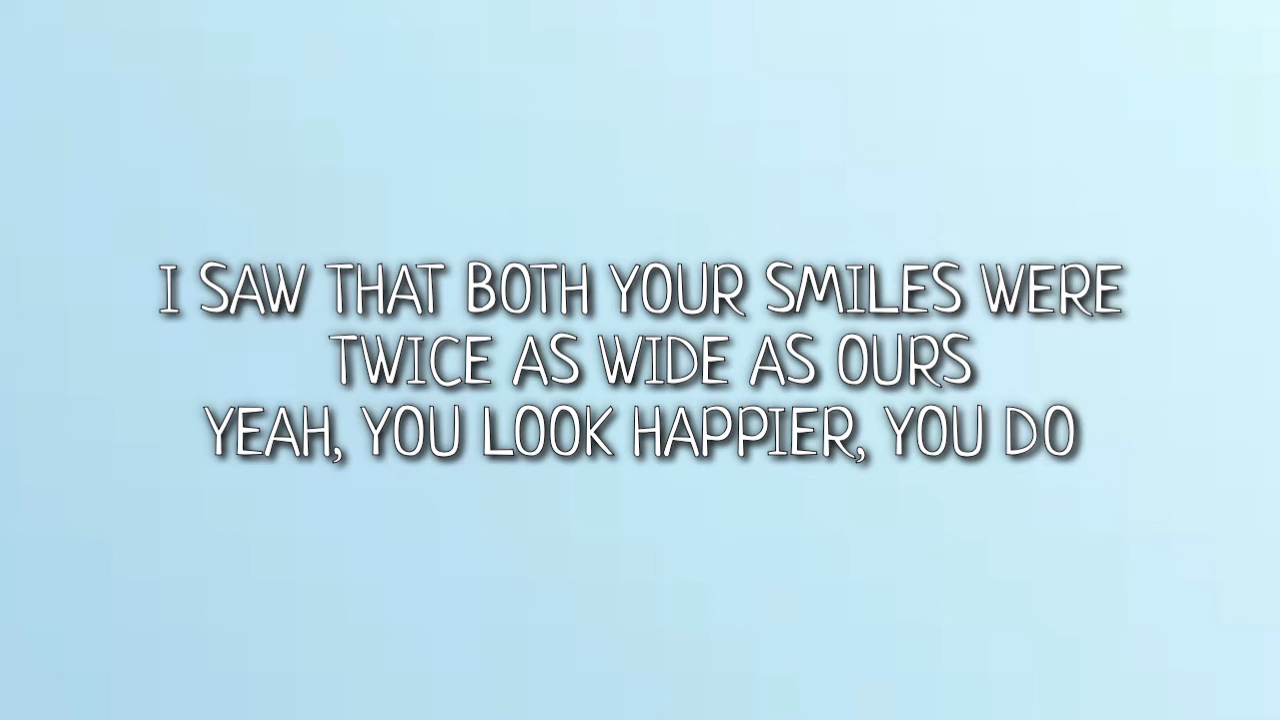 I SAW THAT BOTH YOUR SMILES WERE
TWICE AS WIDE AS OURS
YEAH, YOU LOOK HAPPIER, YOU DO